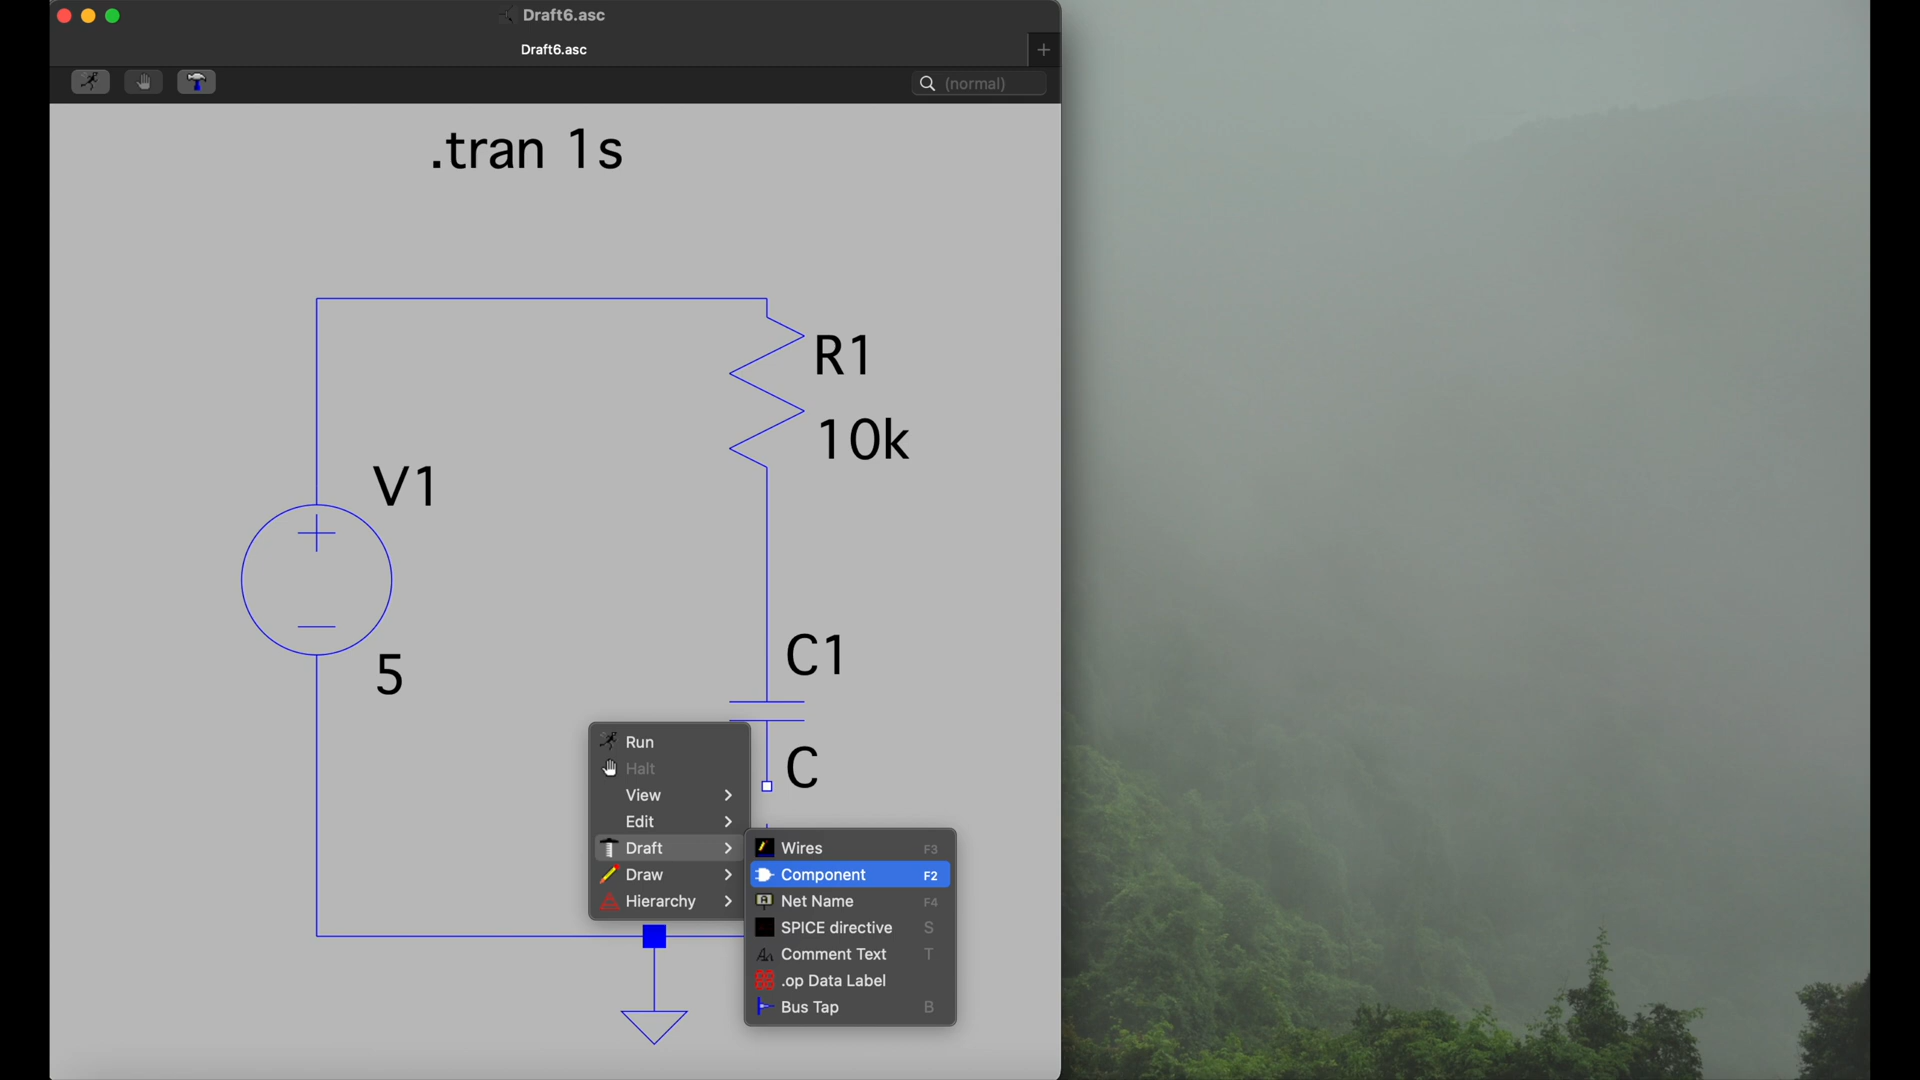 Draft6.asc
Draft6.asc
(normal)
.tran 1s
R1
10k
V1
5
C1
C
Run
Halt
View
Edit
Draft
Draw
Hierarchy
Wires F3
Component F2
Net Name F4
SPICE directive S
Comment Text T
.op Data Label
Bus Tap B